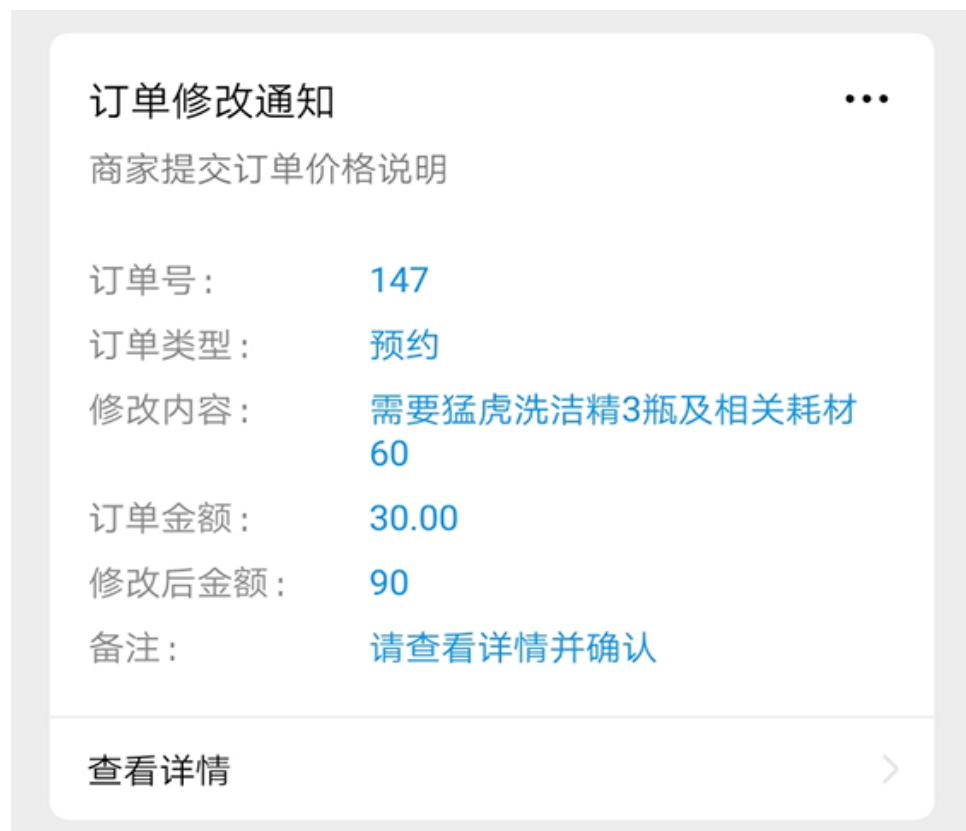 订单修改通知
商家提交订单价格说明
订单号： 147
订单类型： 预约
修改内容： 需要猛虎洗洁精3瓶及相关耗材
60
订单金额： 30.00
修改后金额： 90
备注： 请查看详情并确认
查看详情